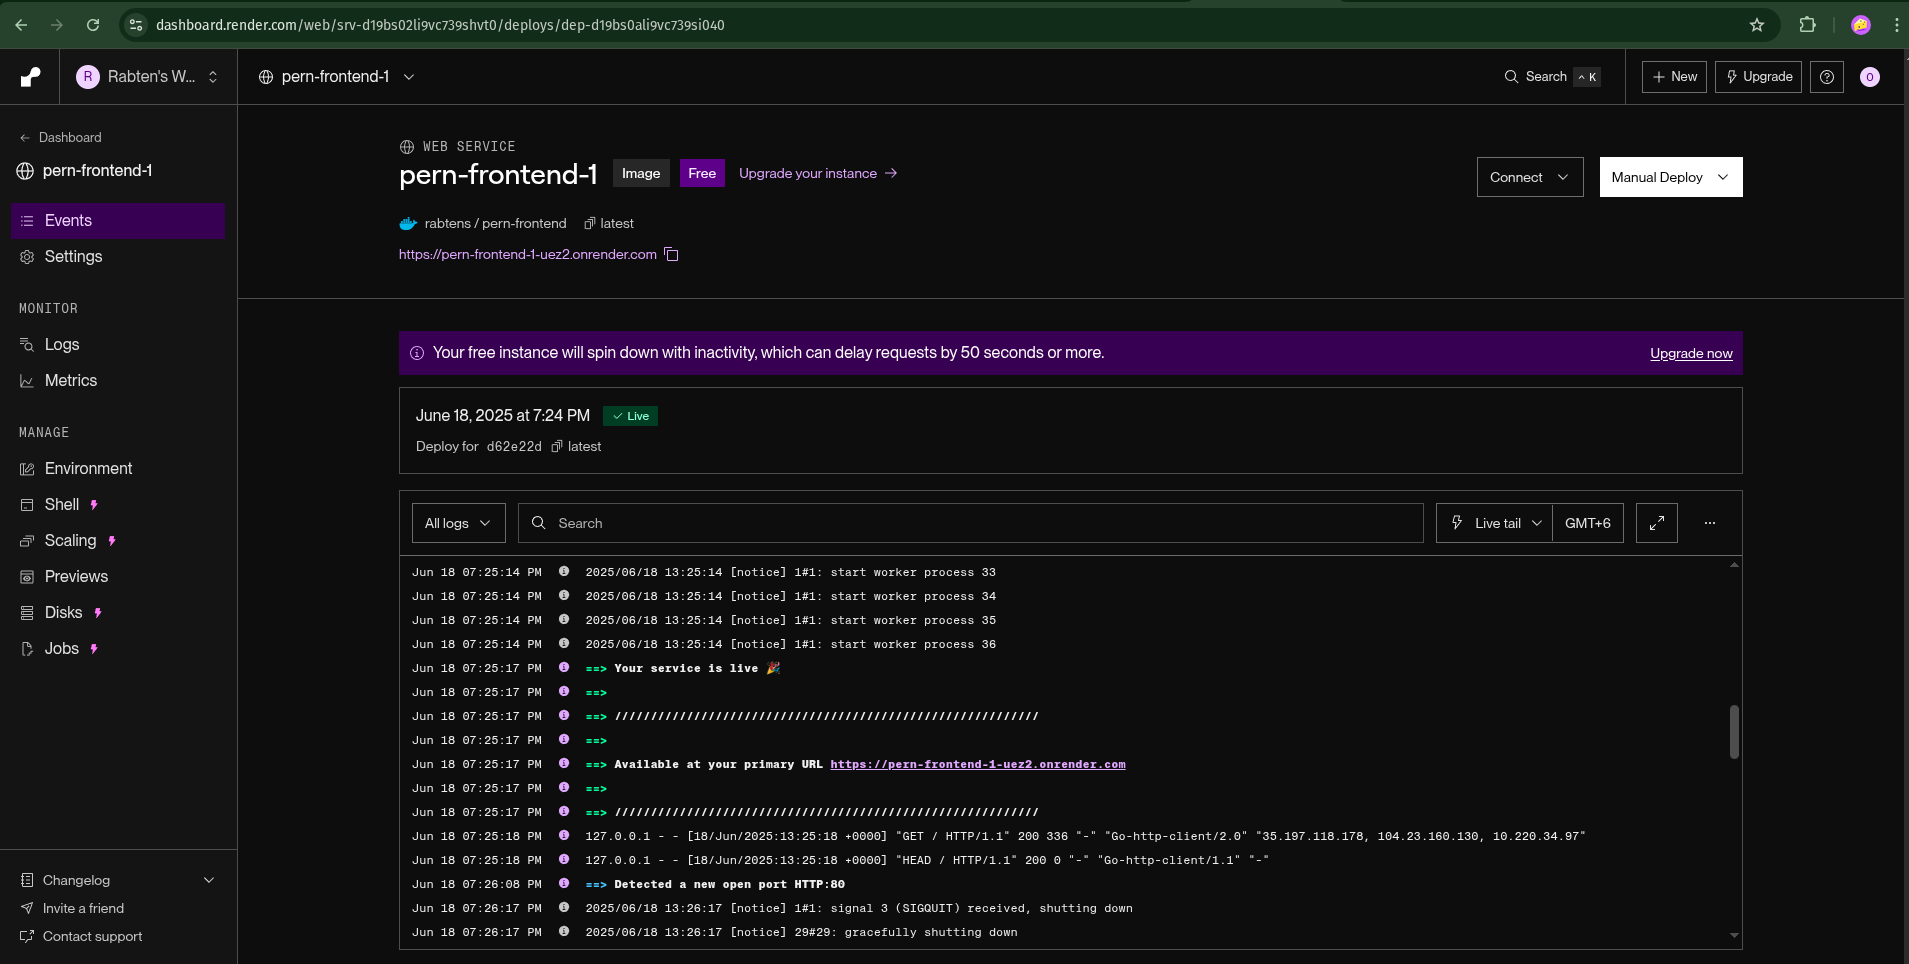 dashboard.render.com/web/srv-d19bs02li9vc739shvt0/deploys/dep-d19bs0ali9vc739si040
R Rabten's W...
pern-frontend-1
Search ^ K
+ New
Upgrade
O
← Dashboard
pern-frontend-1
Events
Settings
MONITOR
Logs
Metrics
MANAGE
Environment
Shell
Scaling
Previews
Disks
Jobs
Changelog
Invite a friend
Contact support
WEB SERVICE
pern-frontend-1 Image Free Upgrade your instance →
Connect
Manual Deploy
rabtens / pern-frontend latest
https://pern-frontend-1-uez2.onrender.com
Your free instance will spin down with inactivity, which can delay requests by 50 seconds or more. Upgrade now
June 18, 2025 at 7:24 PM ✓ Live
Deploy for d62e22d latest
All logs Search Live tail GMT+6 ···
Jun 18 07:25:14 PM 2025/06/18 13:25:14 [notice] 1#1: start worker process 33
Jun 18 07:25:14 PM 2025/06/18 13:25:14 [notice] 1#1: start worker process 34
Jun 18 07:25:14 PM 2025/06/18 13:25:14 [notice] 1#1: start worker process 35
Jun 18 07:25:14 PM 2025/06/18 13:25:14 [notice] 1#1: start worker process 36
Jun 18 07:25:17 PM ==> Your service is live 🎉
Jun 18 07:25:17 PM ==>
Jun 18 07:25:17 PM ==> ///////////////////////////////////////////////////////////
Jun 18 07:25:17 PM ==>
Jun 18 07:25:17 PM ==> Available at your primary URL https://pern-frontend-1-uez2.onrender.com
Jun 18 07:25:17 PM ==>
Jun 18 07:25:17 PM ==> ///////////////////////////////////////////////////////////
Jun 18 07:25:18 PM 127.0.0.1 - - [18/Jun/2025:13:25:18 +0000] "GET / HTTP/1.1" 200 336 "-" "Go-http-client/2.0" "35.197.118.178, 104.23.160.130, 10.220.34.97"
Jun 18 07:25:18 PM 127.0.0.1 - - [18/Jun/2025:13:25:18 +0000] "HEAD / HTTP/1.1" 200 0 "-" "Go-http-client/1.1" "-"
Jun 18 07:26:08 PM ==> Detected a new open port HTTP:80
Jun 18 07:26:17 PM 2025/06/18 13:26:17 [notice] 1#1: signal 3 (SIGQUIT) received, shutting down
Jun 18 07:26:17 PM 2025/06/18 13:26:17 [notice] 29#29: gracefully shutting down